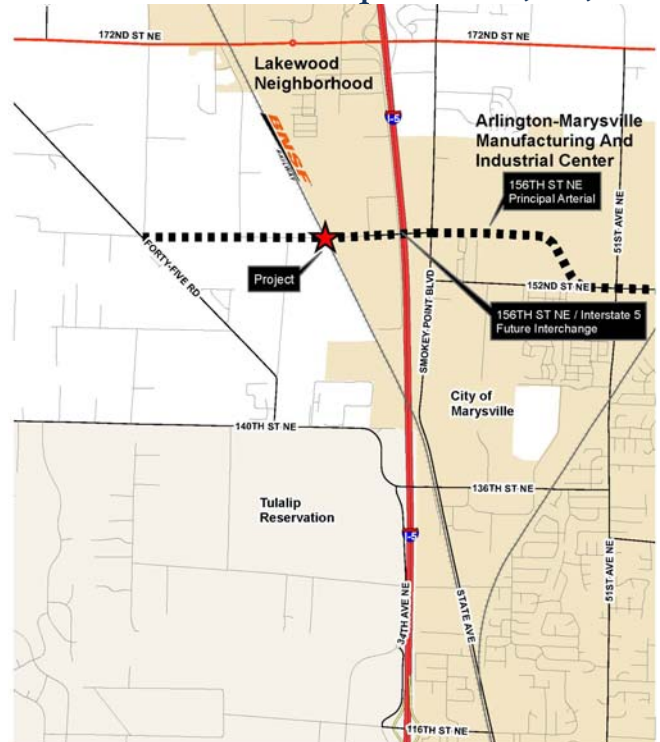 172ND ST NE
172ND ST NE
Lakewood
Neighborhood
I-5
BNSF
RAILWAY
Arlington-Marysville
Manufacturing And
Industrial Center
156TH ST NE
Principal Arterial
51ST AVE NE
FORTY-FIVE RD
Project
SMOKEY POINT BLVD
152ND ST NE
156TH ST NE / Interstate 5
Future Interchange
City of
Marysville
140TH ST NE
136TH ST NE
Tulalip
Reservation
I-5
34TH AVE NE
STATE AVE
51ST AVE NE
116TH ST NE